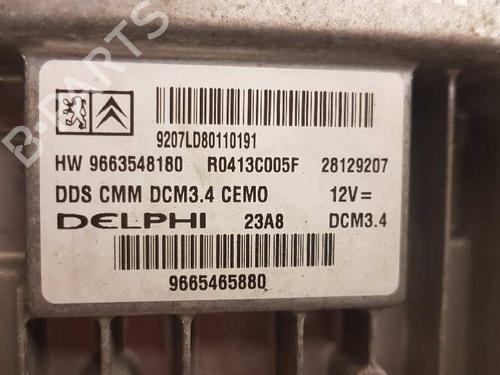 9207LD80110191
HW 9663548180 R0413C005F 28129207
DDS CMM DCM3.4 CEMO 12V=
DELPHI 23A8 DCM3.4
9665465880
B-PARTS